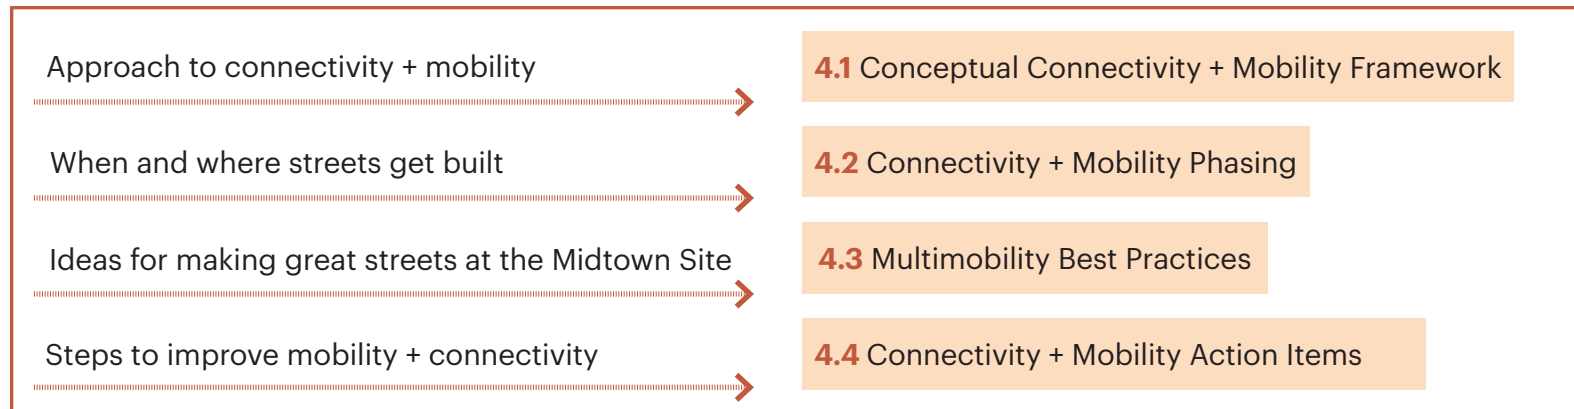 Approach to connectivity + mobility
4.1 Conceptual Connectivity + Mobility Framework
When and where streets get built
4.2 Connectivity + Mobility Phasing
Ideas for making great streets at the Midtown Site
4.3 Multimobility Best Practices
Steps to improve mobility + connectivity
4.4 Connectivity + Mobility Action Items